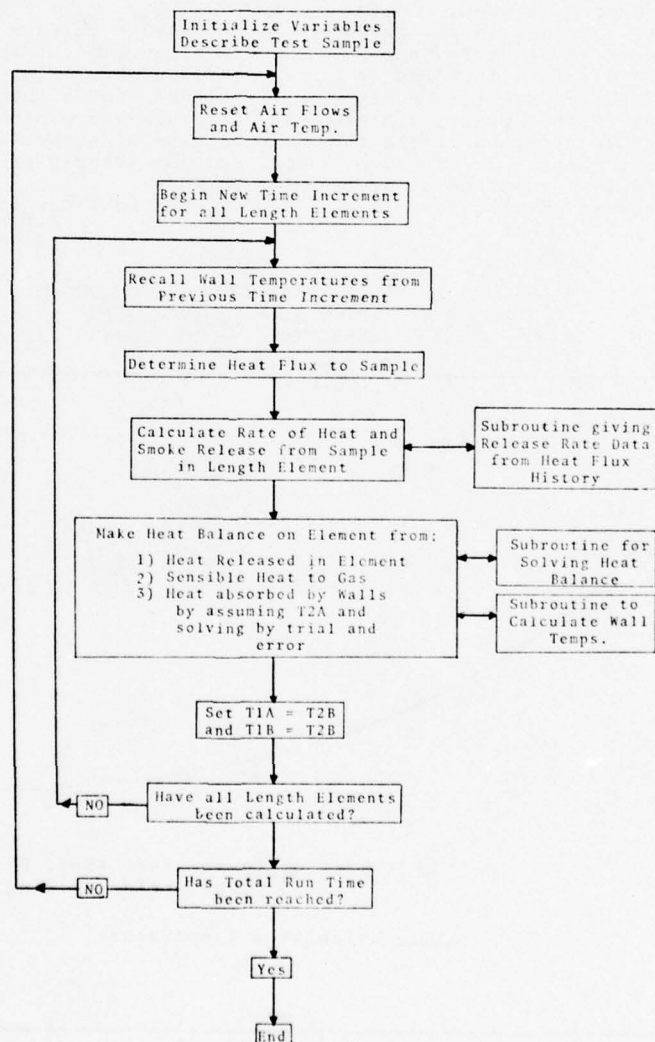 Initialize Variables
Describe Test Sample
Reset Air Flows
and Air Temp.
Begin New Time Increment
for all Length Elements
Recall Wall Temperatures from
Previous Time Increment
Determine Heat Flux to Sample
Calculate Rate of Heat and
Smoke Release from Sample
in Length Element
Subroutine giving
Release Rate Data
from Heat Flux
History
Make Heat Balance on Element from:
1) Heat Released in Element
2) Sensible Heat to Gas
3) Heat absorbed by Walls
by assuming T2A and
solving by trial and
error
Subroutine for
Solving Heat
Balance
Subroutine to
Calculate Wall
Temps.
Set T1A = T2B
and T1B = T2B
Have all Length Elements
been calculated?
NO
Has Total Run Time
been reached?
NO
Yes
End